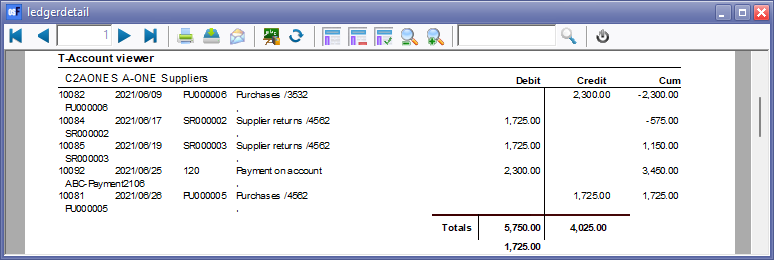 ledgerdetail
1
T-Account viewer
C2AONES A-ONE Suppliers Debit Credit Cum
10082 2021/06/09 PU000006 Purchases /3532 2,300.00 -2,300.00
PU000006 ,
10084 2021/06/17 SR000002 Supplier returns /4562 1,725.00 -575.00
SR000002 ,
10085 2021/06/19 SR000003 Supplier returns /4562 1,725.00 1,150.00
SR000003 ,
10092 2021/06/25 120 Payment on account 2,300.00 3,450.00
ABC-Payment2106 ,
10081 2021/06/26 PU000005 Purchases /4562 1,725.00 1,725.00
PU000005 ,
Totals 5,750.00 4,025.00
1,725.00